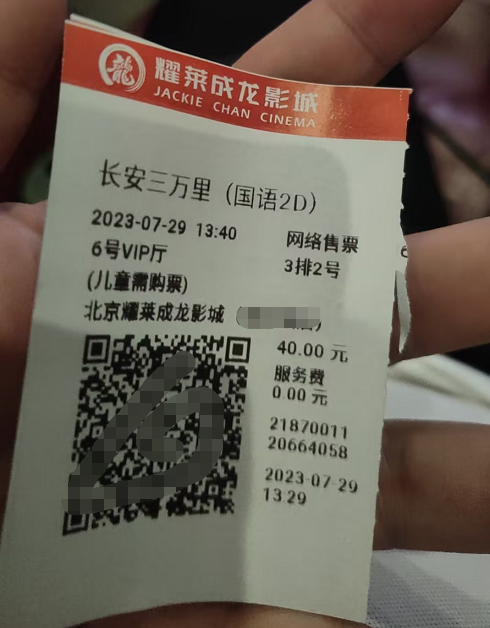 龍
耀莱成龙影城
JACKIE CHAN CINEMA
长安三万里（国语2D）
2023-07-29 13:40
网络售票
6号VIP厅
3排2号
(儿童需购票)
北京耀莱成龙影城
40.00 元
服务费
0.00 元
21870011
20664058
2023-07-29
13:29